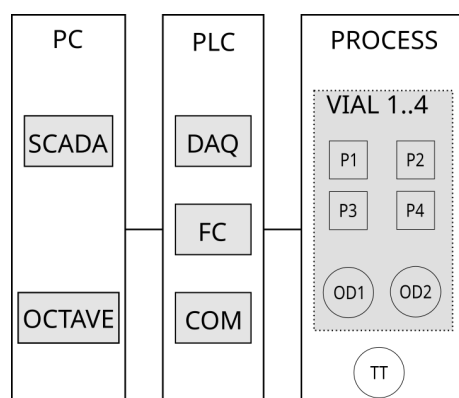 PC
SCADA
OCTAVE
PLC
DAQ
FC
COM
PROCESS
VIAL 1..4
P1 P2
P3 P4
OD1 OD2
TT